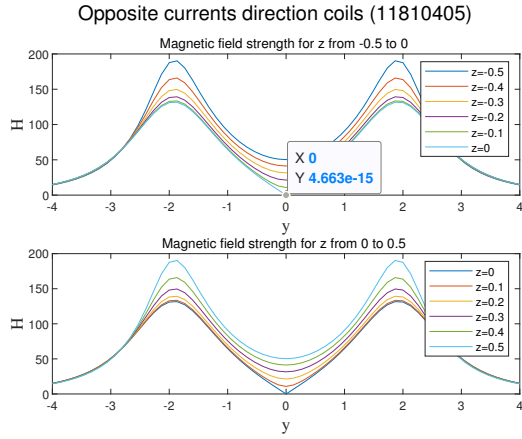 Opposite currents direction coils (11810405)
Magnetic field strength for z from -0.5 to 0
200
150
100
50
0
H
-4 -3 -2 -1 0 1 2 3 4
y
z=-0.5
z=-0.4
z=-0.3
z=-0.2
z=-0.1
z=0
X 0
Y 4.663e-15
Magnetic field strength for z from 0 to 0.5
200
150
100
50
0
H
-4 -3 -2 -1 0 1 2 3 4
y
z=0
z=0.1
z=0.2
z=0.3
z=0.4
z=0.5